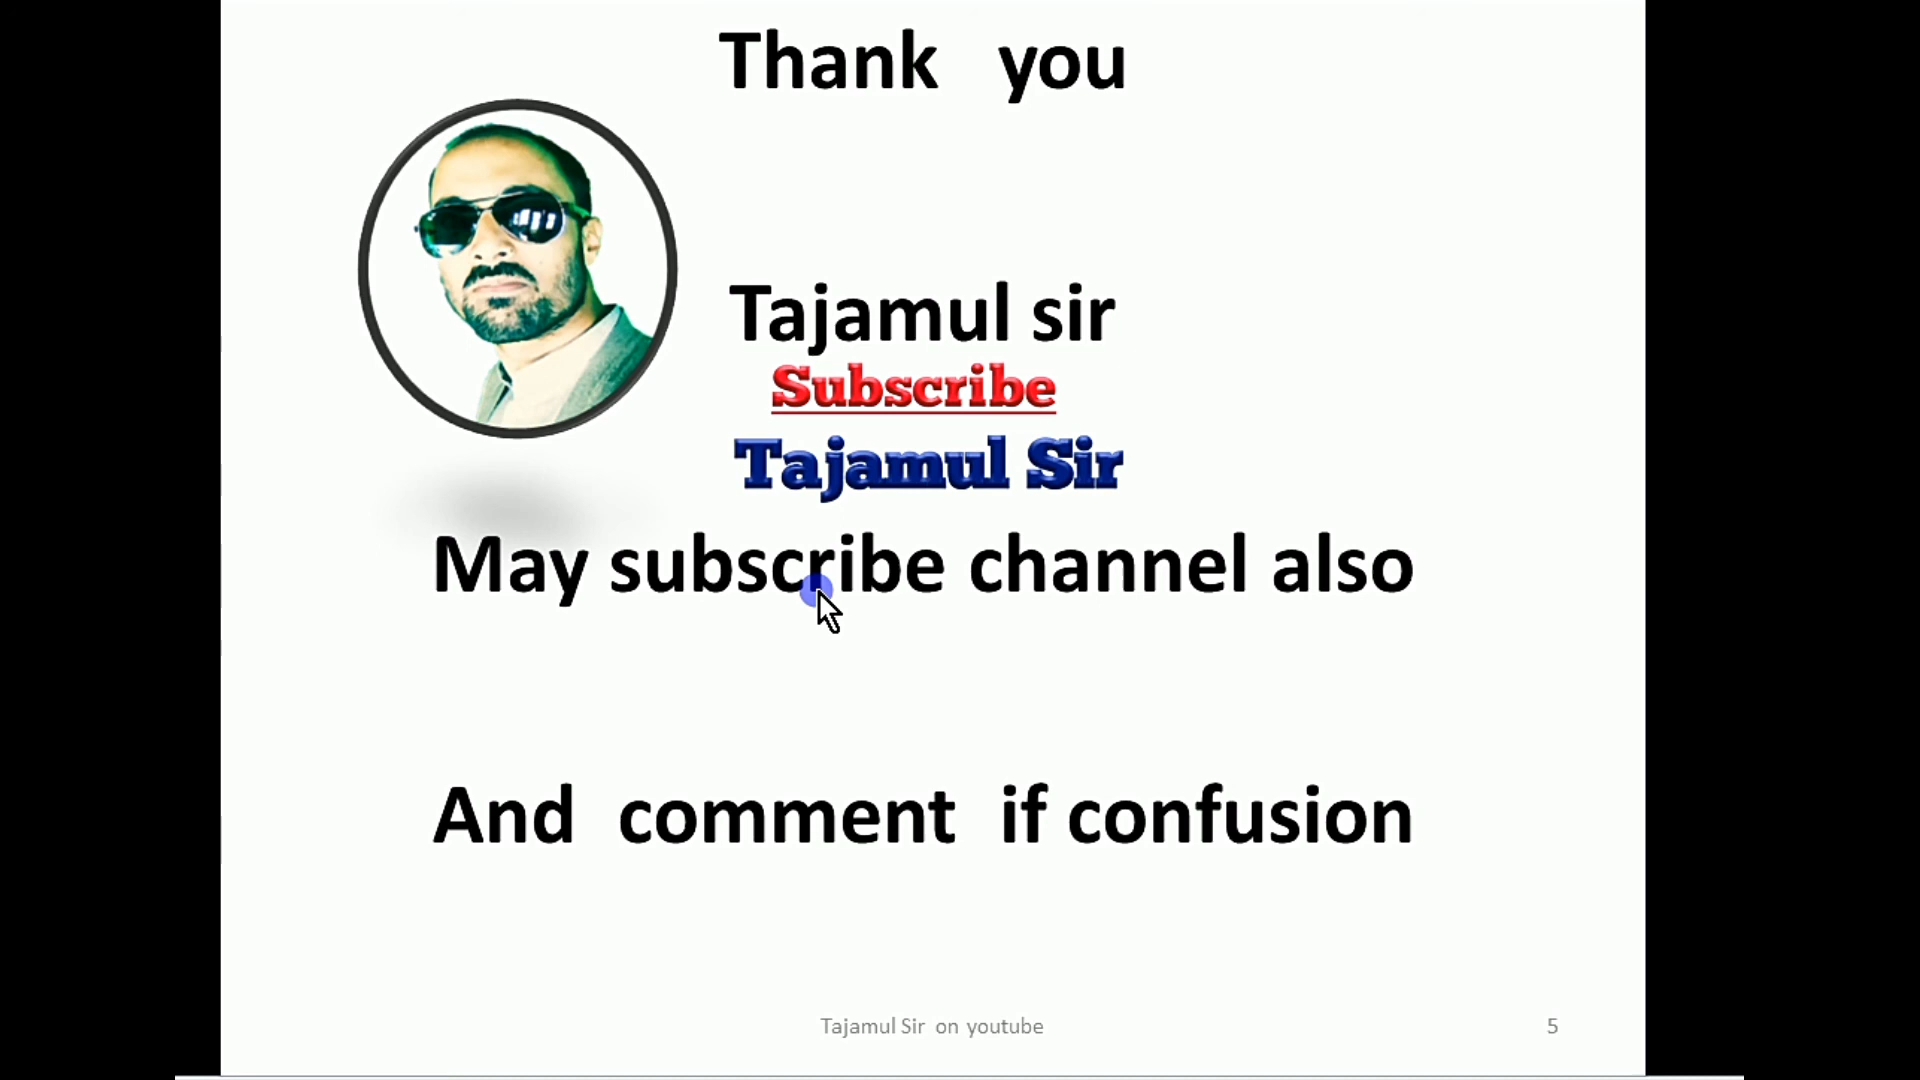 Thank you
Tajamul sir
Subscribe
Tajamul Sir
May subscribe channel also
And comment if confusion
Tajamul Sir on youtube
5